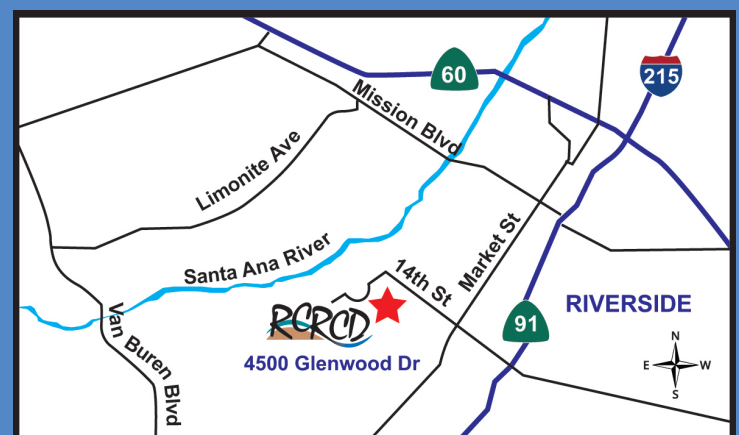 60
215
Mission Blvd
Limonite Ave
Santa Ana River
Market St
14th St
RCRCD
4500 Glenwood Dr
Van Buren Blvd
91
RIVERSIDE
N
E W
S